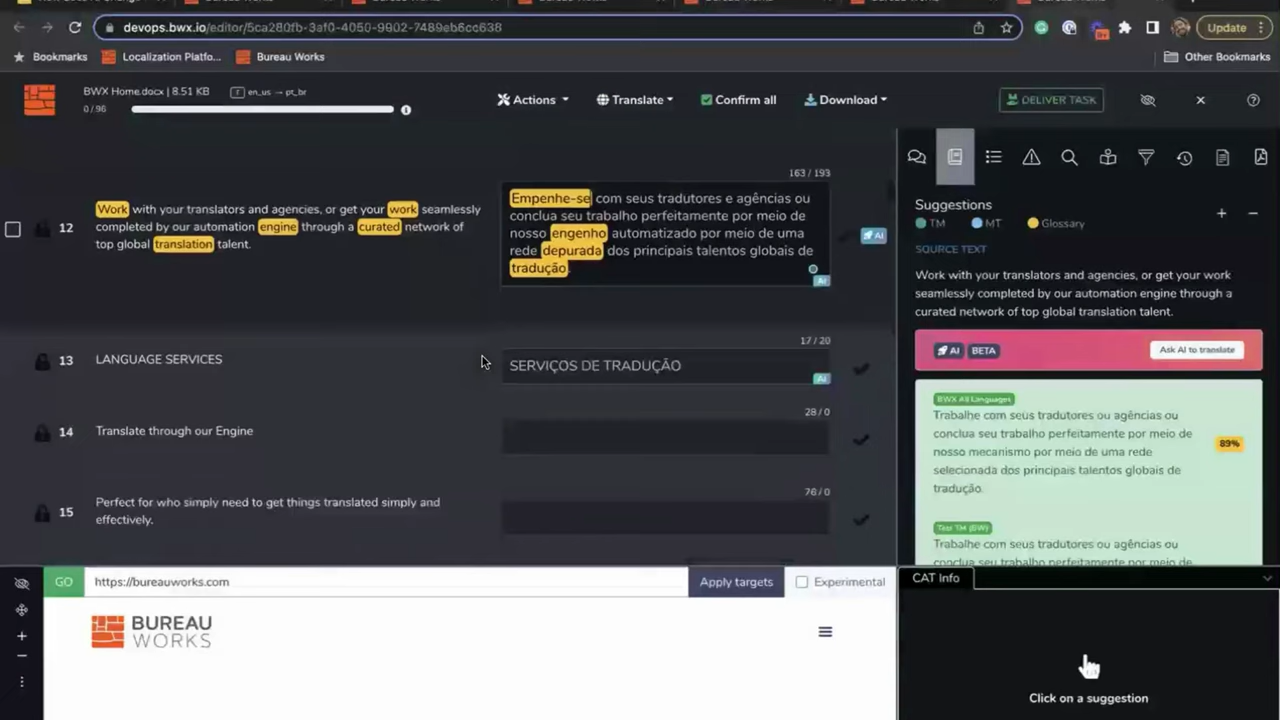 devops.bwx.io/editor/5ca280fb-3af0-4050-9902-7489eb6cc638
Update
Bookmarks
Localization Platfo...
Bureau Works
Other Bookmarks
BWX Home.docx | 8.51 KB
en_us → pt_br
0/96
Actions
Translate
Confirm all
Download
DELIVER TASK
163 / 193
12
Work with your translators and agencies, or get your work seamlessly
completed by our automation engine through a curated network of
top global translation talent.
Empenhe-se com seus tradutores e agências ou
conclua seu trabalho perfeitamente por meio de
nosso engenho automatizado por meio de uma
rede depurada dos principais talentos globais de
tradução.
AI
AI
17 / 20
13
LANGUAGE SERVICES
SERVIÇOS DE TRADUÇÃO
AI
28 / 0
14
Translate through our Engine
76 / 0
15
Perfect for who simply need to get things translated simply and
effectively.
Suggestions
TM
MT
Glossary
SOURCE TEXT
Work with your translators and agencies, or get your work
seamlessly completed by our automation engine through a
curated network of top global translation talent.
AI
BETA
Ask AI to translate
BWX All Languages
Trabalhe com seus tradutores ou agências ou
conclua seu trabalho perfeitamente por meio de
nosso mecanismo por meio de uma rede
selecionada dos principais talentos globais de
tradução.
89%
Test TM (BW)
Trabalhe com seus tradutores ou agências ou
conclua seu trabalho perfeitamente por meio de
GO
https://bureauworks.com
Apply targets
Experimental
BUREAU
WORKS
CAT Info
Click on a suggestion